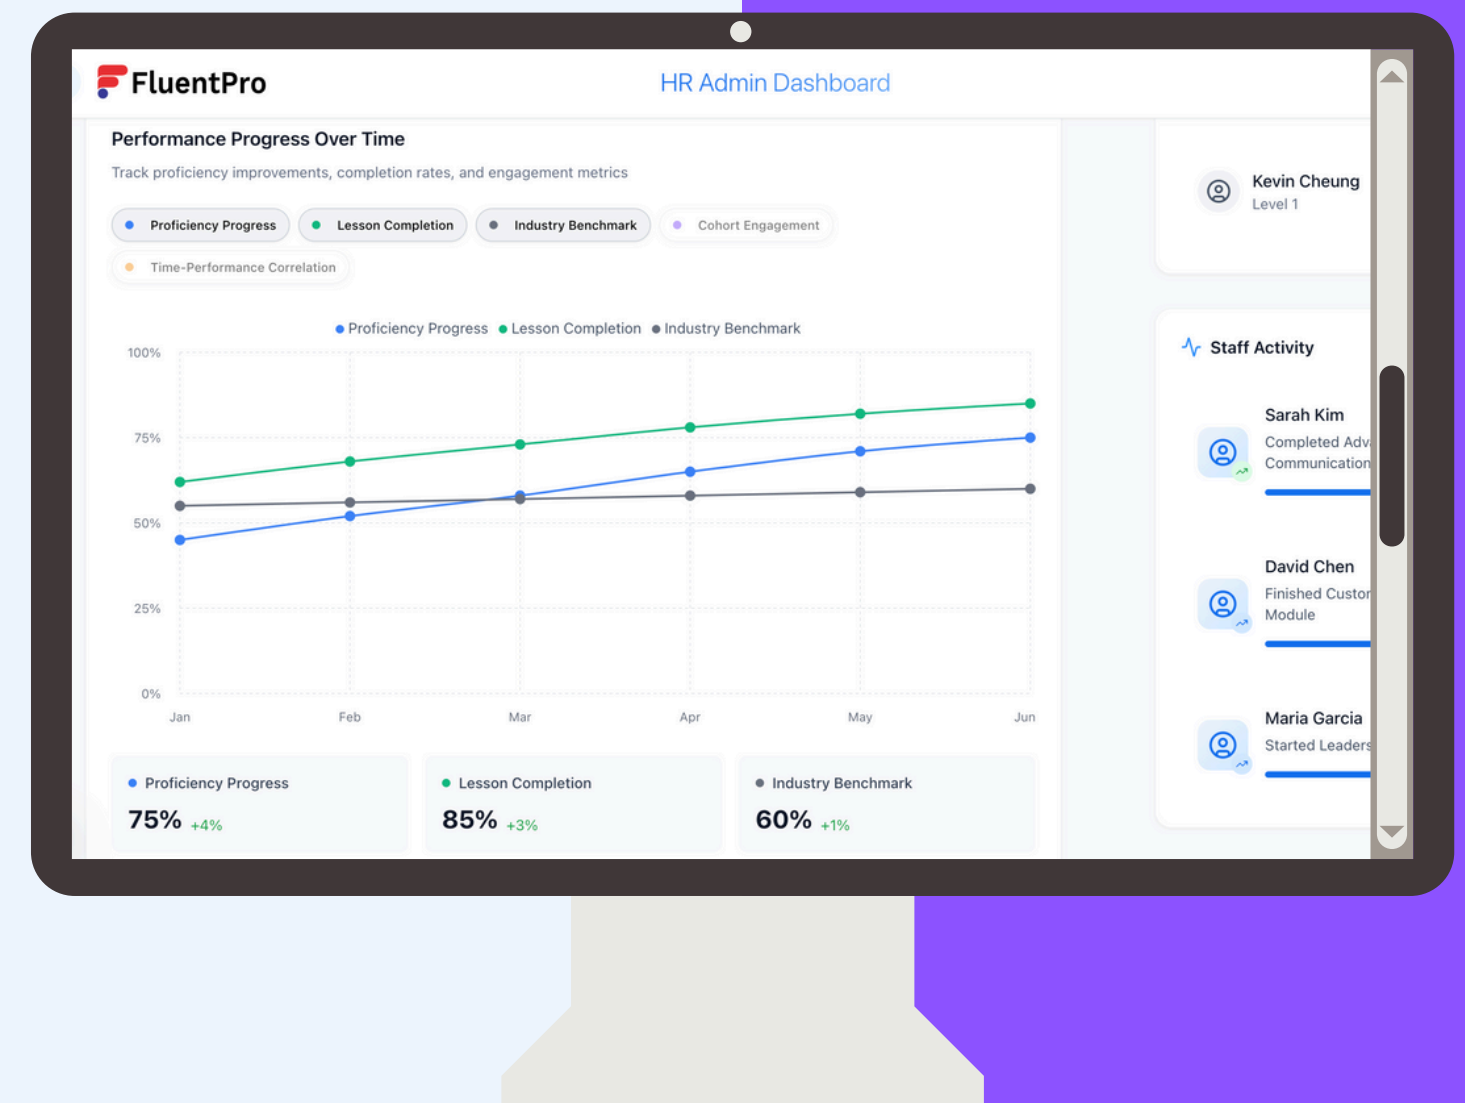 FluentPro
HR Admin Dashboard
Performance Progress Over Time
Track proficiency improvements, completion rates, and engagement metrics
Proficiency Progress
Lesson Completion
Industry Benchmark
Cohort Engagement
Time-Performance Correlation
Proficiency Progress
Lesson Completion
Industry Benchmark
100%
75%
50%
25%
0%
Jan
Feb
Mar
Apr
May
Jun
Proficiency Progress
75% +4%
Lesson Completion
85% +3%
Industry Benchmark
60% +1%
Kevin Cheung
Level 1
Staff Activity
Sarah Kim
Completed Adv
Communication
David Chen
Finished Custo
Module
Maria Garcia
Started Leaders